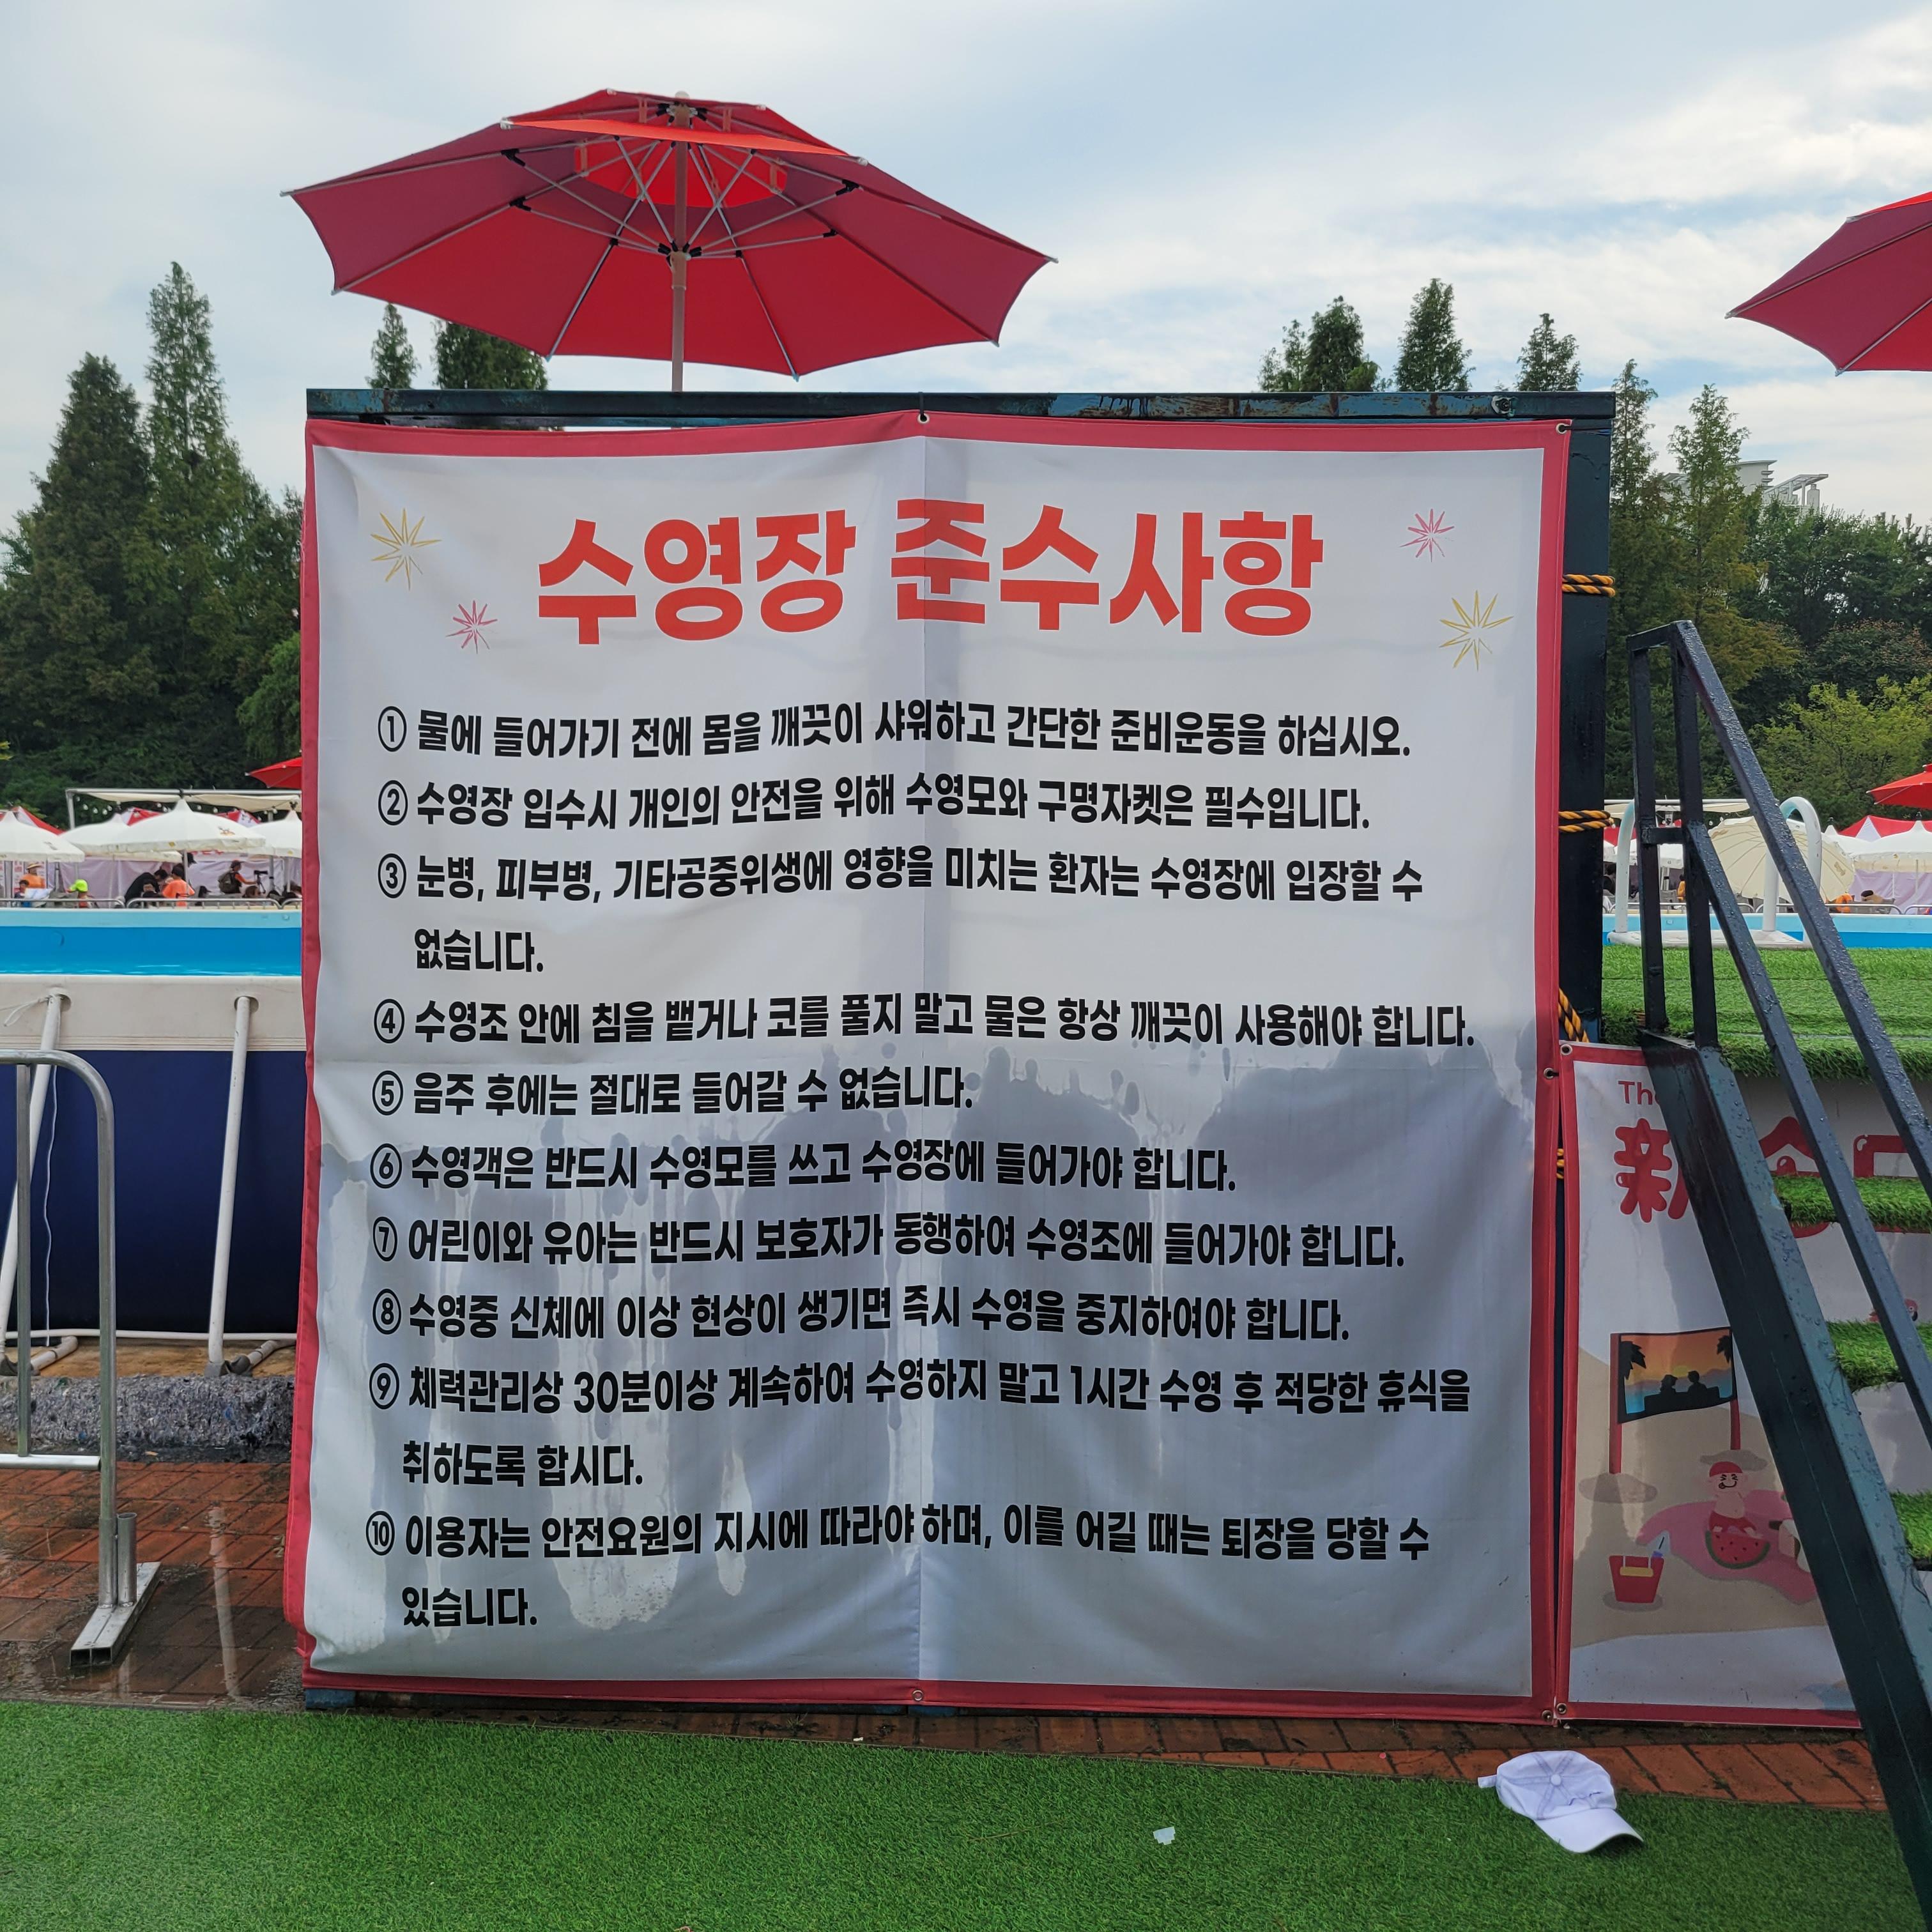 수영장 준수사항
① 물에 들어가기 전에 몸을 깨끗이 샤워하고 간단한 준비운동을 하십시오.
② 수영장 입수시 개인의 안전을 위해 수영모와 구명자켓은 필수입니다.
③ 눈병, 피부병, 기타공중위생에 영향을 미치는 환자는 수영장에 입장할 수
없습니다.
④ 수영조 안에 침을 뱉거나 코를 풀지 말고 물은 항상 깨끗이 사용해야 합니다.
⑤ 음주 후에는 절대로 들어갈 수 없습니다.
⑥ 수영객은 반드시 수영모를 쓰고 수영장에 들어가야 합니다.
⑦ 어린이와 유아는 반드시 보호자가 동행하여 수영조에 들어가야 합니다.
⑧ 수영중 신체에 이상 현상이 생기면 즉시 수영을 중지하여야 합니다.
⑨ 체력관리상 30분이상 계속하여 수영하지 말고 1시간 수영 후 적당한 휴식을
취하도록 합시다.
⑩ 이용자는 안전요원의 지시에 따라야 하며, 이를 어길 때는 퇴장을 당할 수
있습니다.
新